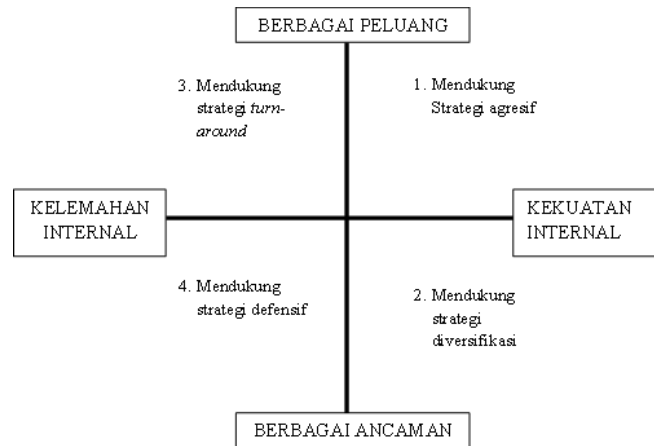 BERBAGAI PELUANG
3. Mendukung
strategi turn-
around
1. Mendukung
Strategi agresif
KELEMAHAN
INTERNAL
KEKUATAN
INTERNAL
4. Mendukung
strategi defensif
2. Mendukung
strategi
diversifikasi
BERBAGAI ANCAMAN